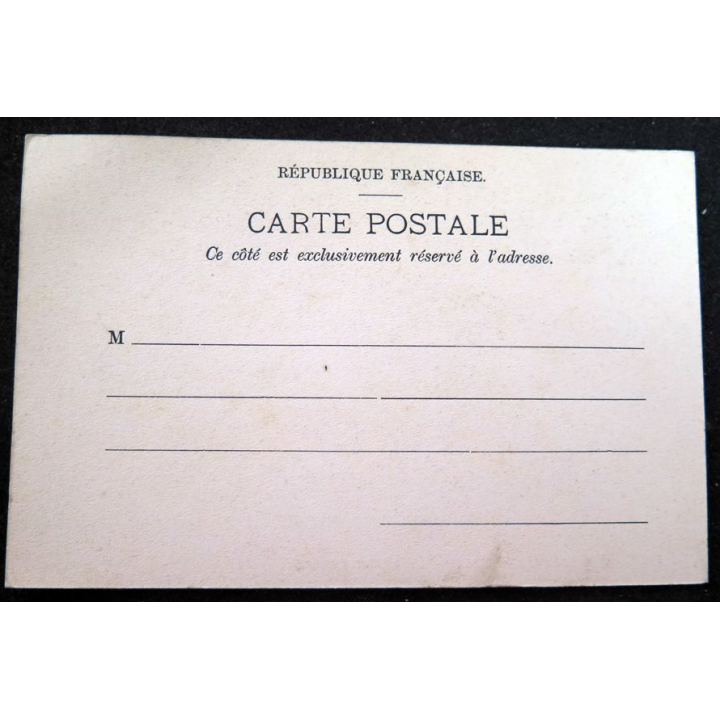 RÉPUBLIQUE FRANÇAISE.
CARTE POSTALE
Ce côté est exclusivement réservé à l'adresse.
M